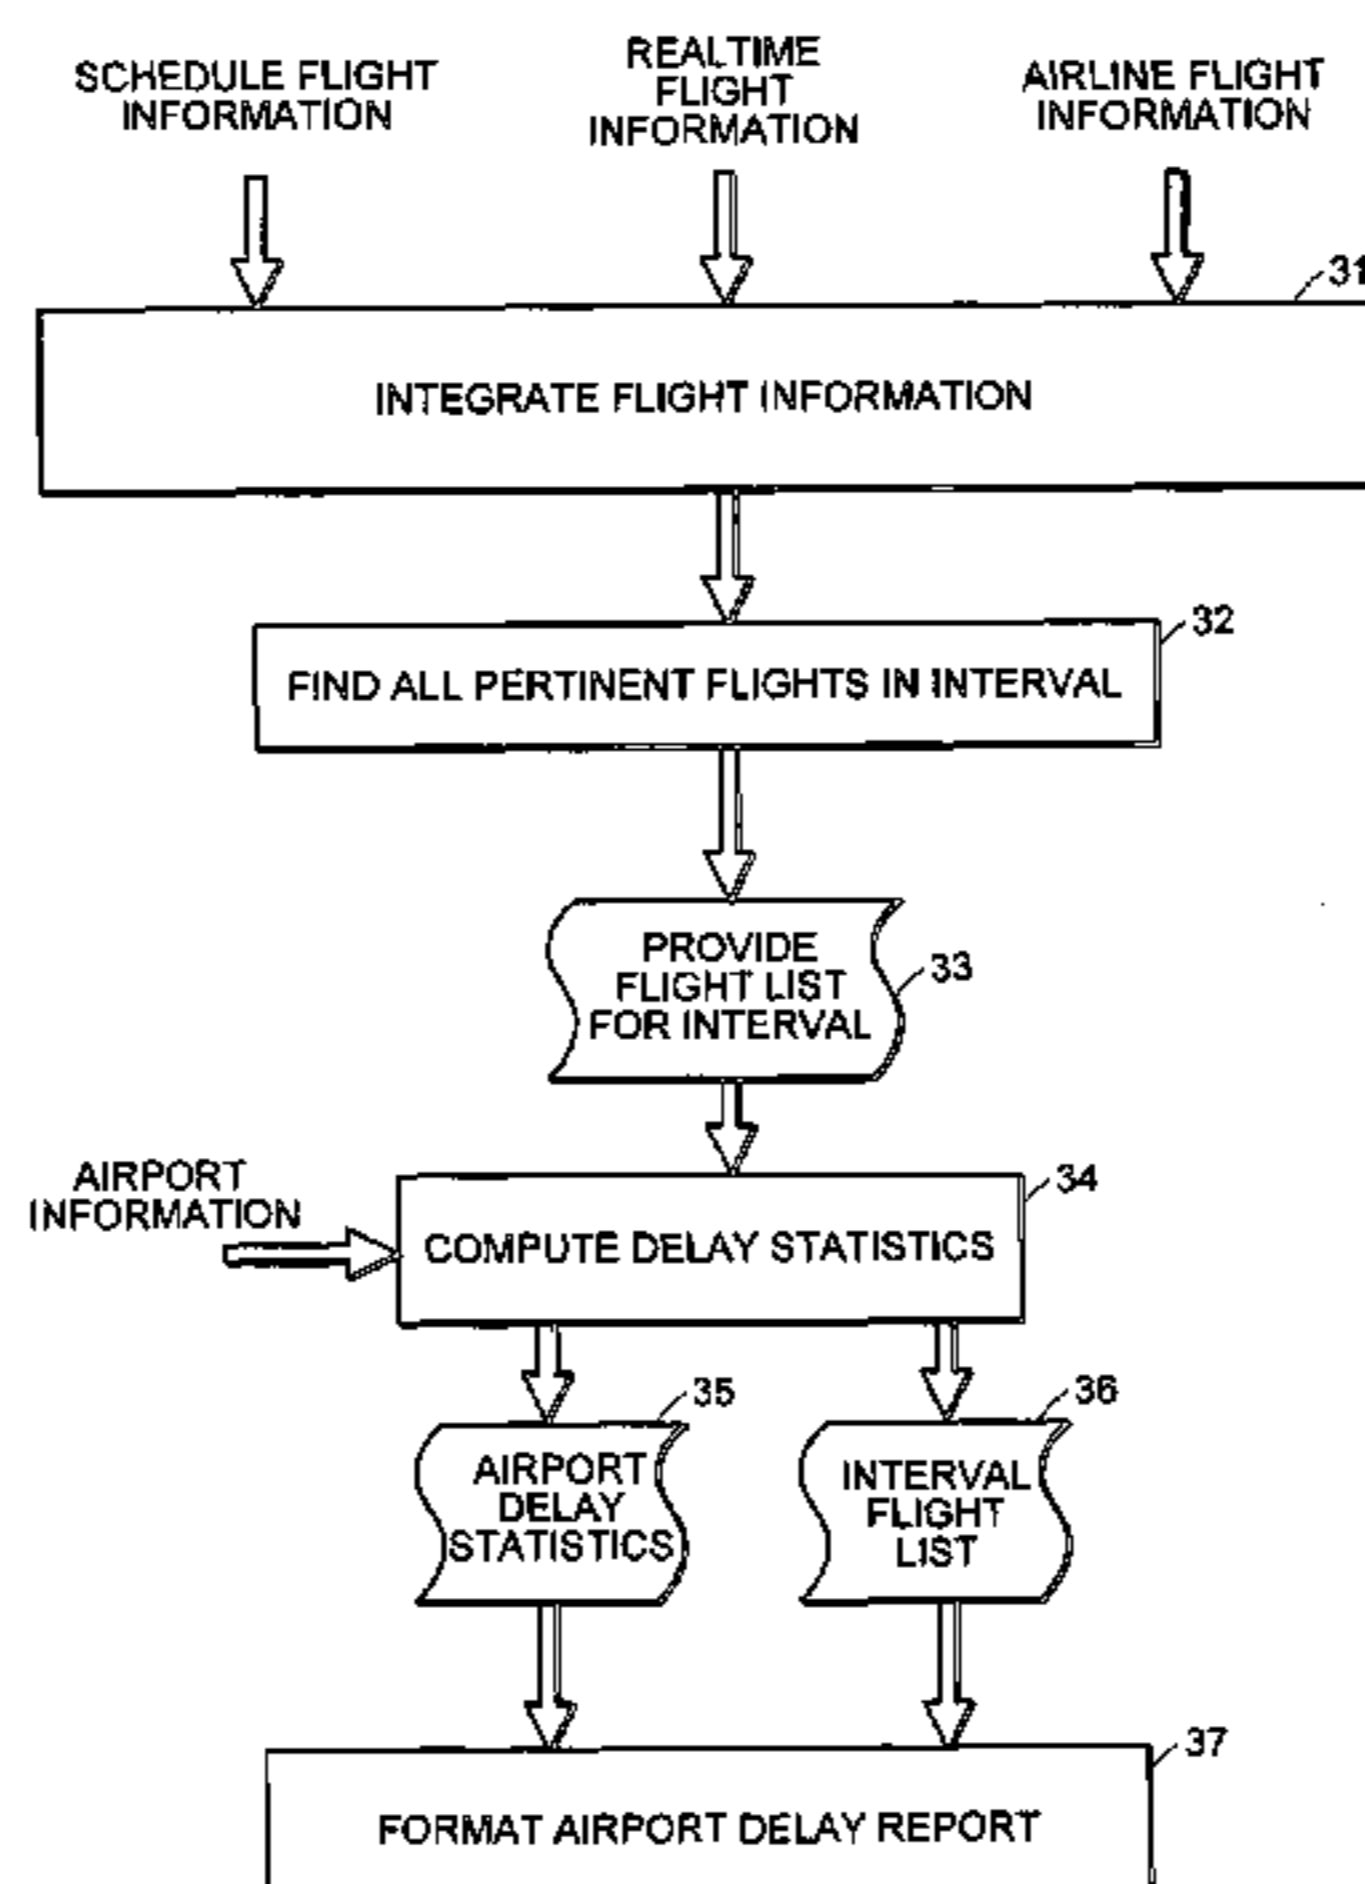 SCHEDULE FLIGHT
INFORMATION
REALTIME
FLIGHT
INFORMATION
AIRLINE FLIGHT
INFORMATION
31
INTEGRATE FLIGHT INFORMATION
32
FIND ALL PERTINENT FLIGHTS IN INTERVAL
PROVIDE
FLIGHT LIST
FOR INTERVAL
33
AIRPORT
INFORMATION
34
COMPUTE DELAY STATISTICS
35
AIRPORT
DELAY
STATISTICS
36
INTERVAL
FLIGHT
LIST
37
FORMAT AIRPORT DELAY REPORT